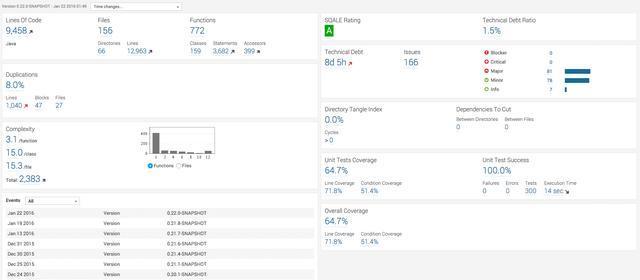 Version 0.22.0-SNAPSHOT - Jan 22 2016 01:46 Time changes...
Lines Of Code
9,458
Java
Files
156
Directories Lines
66 12,963
Functions
772
Classes Statements Accessors
159 3,682 399
Duplications
8.0%
Lines Blocks Files
1,040 47 27
Complexity
3.1 /function
15.0 /class
15.3 /file
Total: 2,383
400
200
0
1 2 4 6 8 10 12
Functions Files
Events All
Jan 22 2016 Version 0.22.0-SNAPSHOT
Jan 19 2016 Version 0.21.8-SNAPSHOT
Jan 13 2016 Version 0.21.7-SNAPSHOT
Dec 31 2015 Version 0.21.6-SNAPSHOT
Dec 30 2015 Version 0.21.4-SNAPSHOT
Dec 25 2015 Version 0.21.1-SNAPSHOT
Dec 24 2015 Version 0.20.1-SNAPSHOT
SQALE Rating
A
Technical Debt Ratio
1.5%
Technical Debt
8d 5h
Issues
166
Blocker 0
Critical 0
Major 81
Minor 78
Info 7
Directory Tangle Index
0.0%
Cycles
> 0
Dependencies To Cut
Between Directories Between Files
0 0
Unit Tests Coverage
64.7%
Line Coverage Condition Coverage
71.8% 51.4%
Unit Test Success
100.0%
Failures Errors Tests Execution Time
0 0 300 14 sec
Overall Coverage
64.7%
Line Coverage Condition Coverage
71.8% 51.4%